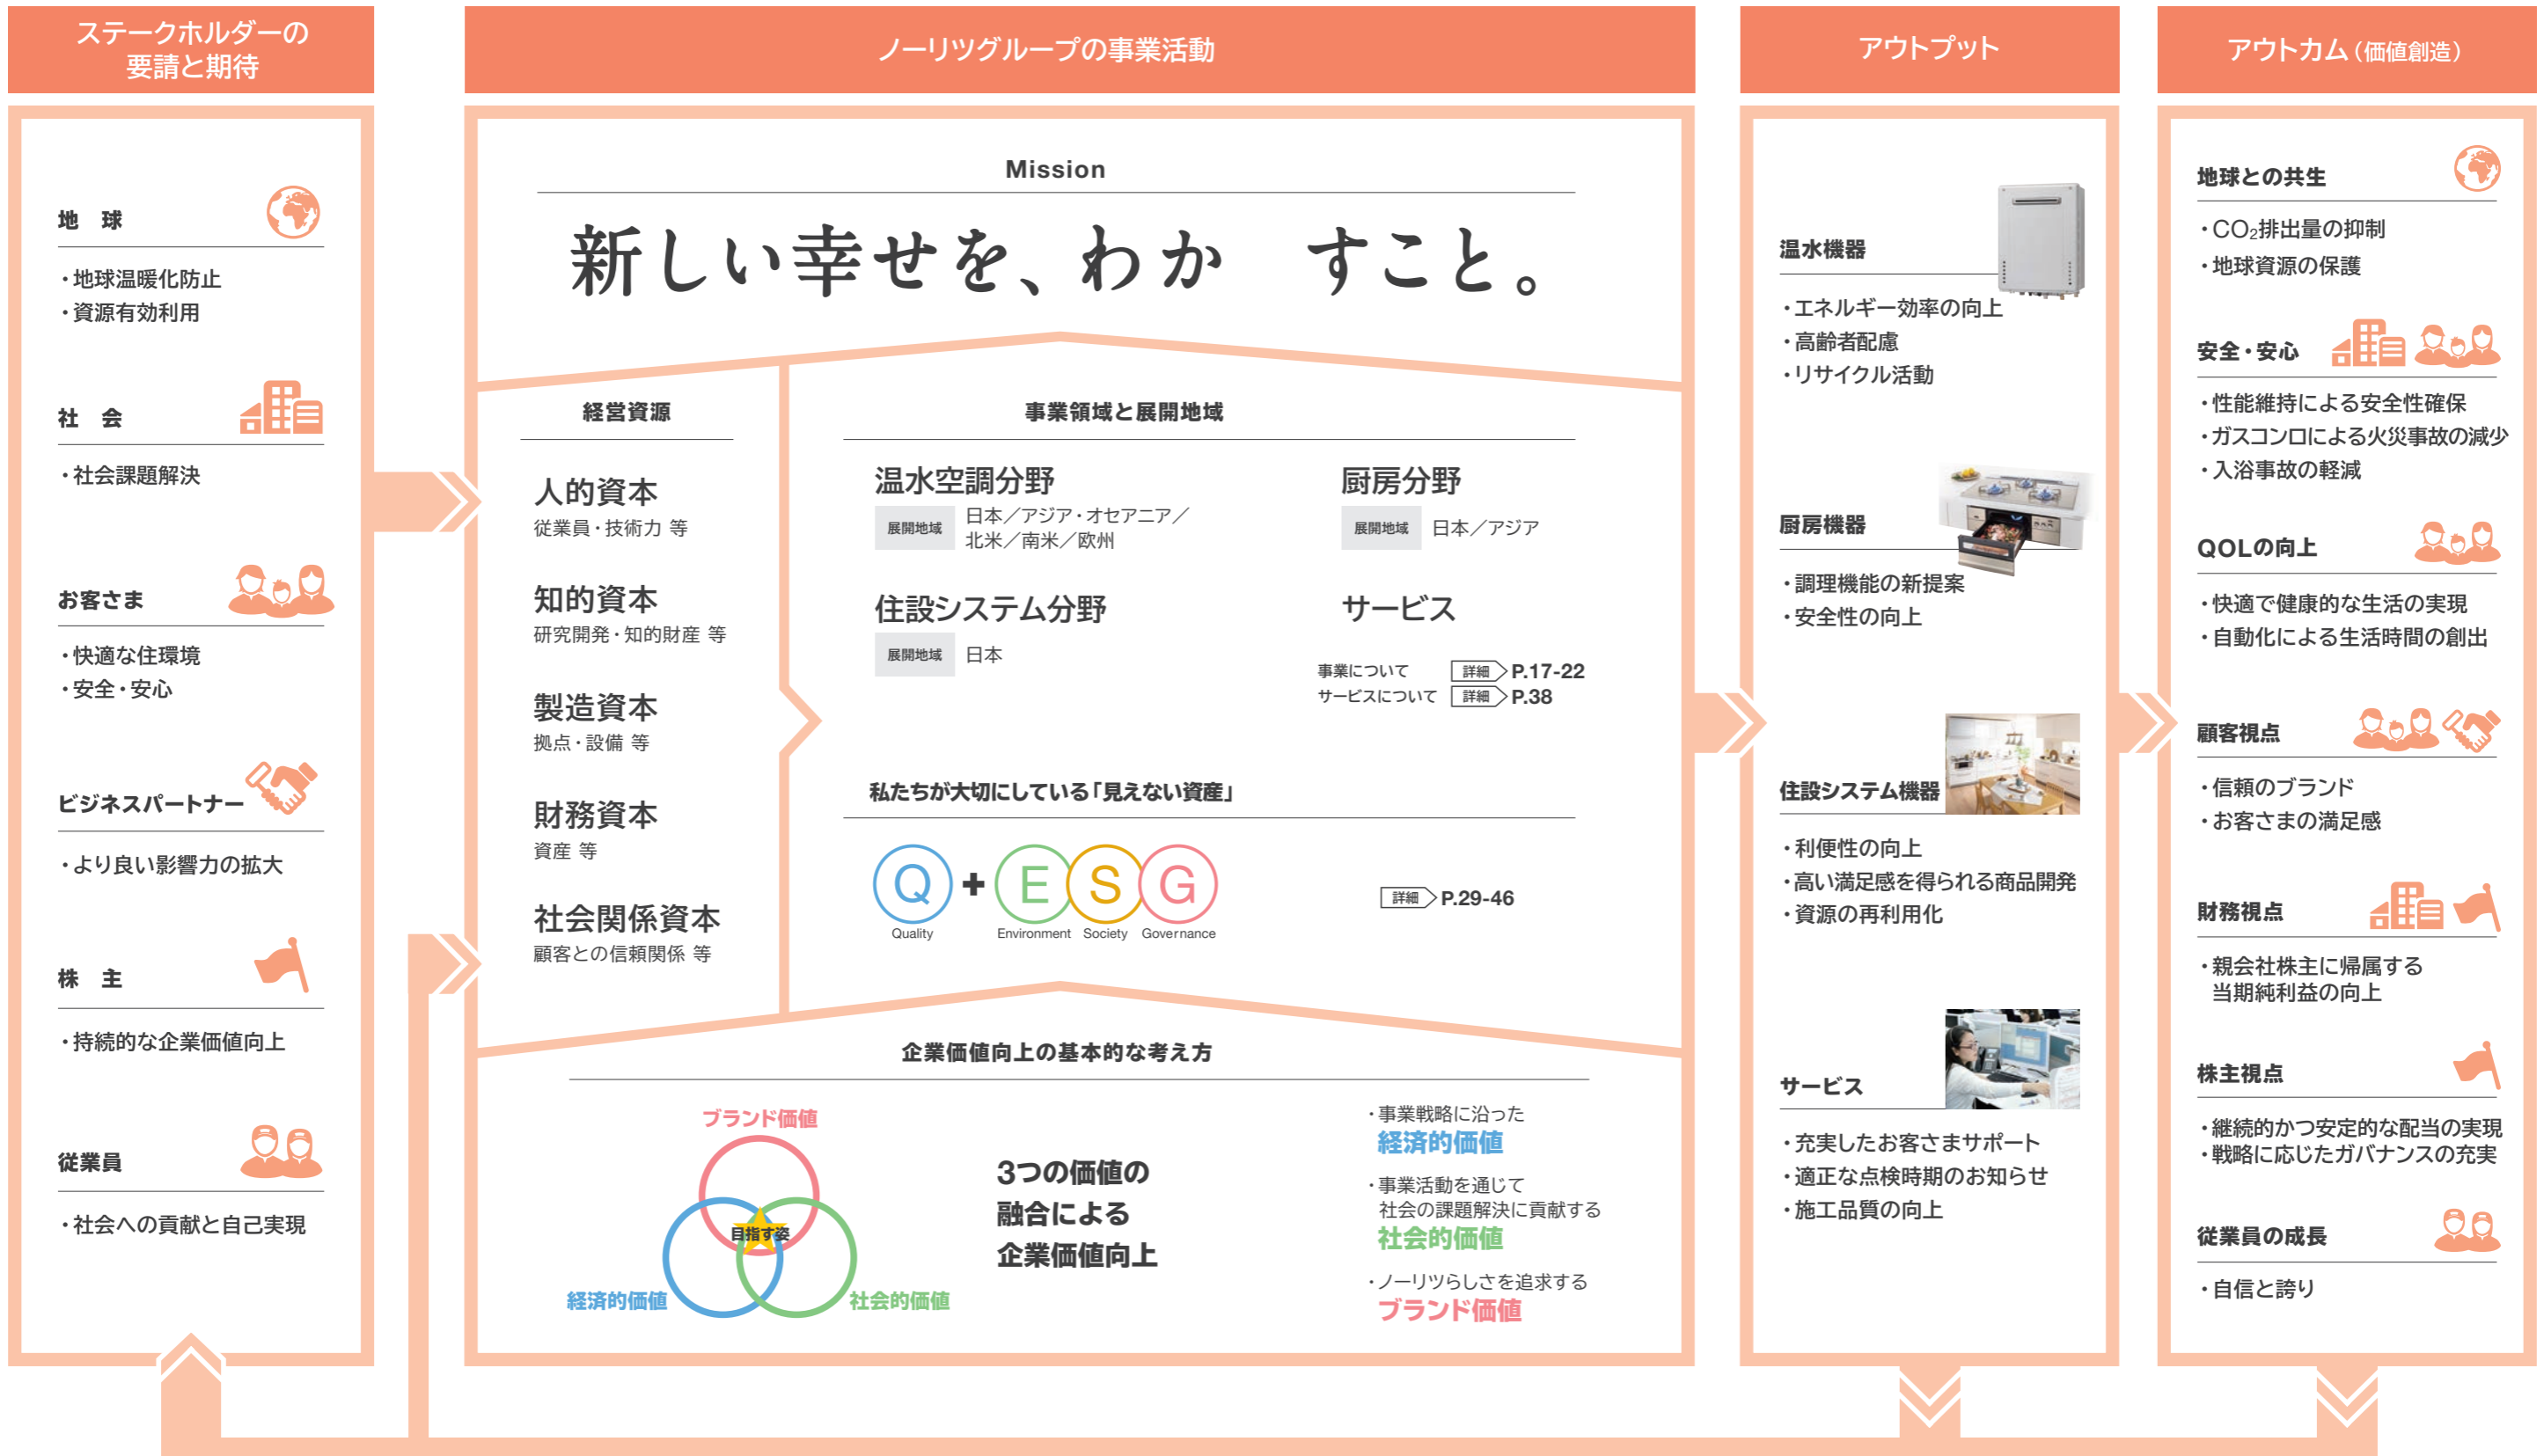 ステークホルダーの
要請と期待
地 球
・地球温暖化防止
・資源有効利用
社 会
・社会課題解決
お客さま
・快適な住環境
・安全・安心
ビジネスパートナー
・より良い影響力の拡大
株 主
・持続的な企業価値向上
従業員
・社会への貢献と自己実現
ノーリツグループの事業活動
Mission
新しい幸せを、わか すこと。
経営資源
人的資本
従業員・技術力 等
知的資本
研究開発・知的財産 等
製造資本
拠点・設備 等
財務資本
資産 等
社会関係資本
顧客との信頼関係 等
事業領域と展開地域
温水空調分野
展開地域 日本／アジア・オセアニア／
北米／南米／欧州
厨房分野
展開地域 日本／アジア
住設システム分野
展開地域 日本
サービス
事業について 詳細 P.17-22
サービスについて 詳細 P.38
私たちが大切にしている「見えない資産」
Q + E S G
Quality Environment Society Governance
詳細 P.29-46
企業価値向上の基本的な考え方
ブランド価値
目指す姿
経済的価値 社会的価値
3つの価値の
融合による
企業価値向上
・事業戦略に沿った
経済的価値
・事業活動を通じて
社会の課題解決に貢献する
社会的価値
・ノーリツらしさを追求する
ブランド価値
アウトプット
温水機器
・エネルギー効率の向上
・高齢者配慮
・リサイクル活動
厨房機器
・調理機能の新提案
・安全性の向上
住設システム機器
・利便性の向上
・高い満足感を得られる商品開発
・資源の再利用化
サービス
・充実したお客さまサポート
・適正な点検時期のお知らせ
・施工品質の向上
アウトカム（価値創造）
地球との共生
・CO₂排出量の抑制
・地球資源の保護
安全・安心
・性能維持による安全性確保
・ガスコンロによる火災事故の減少
・入浴事故の軽減
QOLの向上
・快適で健康的な生活の実現
・自動化による生活時間の創出
顧客視点
・信頼のブランド
・お客さまの満足感
財務視点
・親会社株主に帰属する
当期純利益の向上
株主視点
・継続的かつ安定的な配当の実現
・戦略に応じたガバナンスの充実
従業員の成長
・自信と誇り